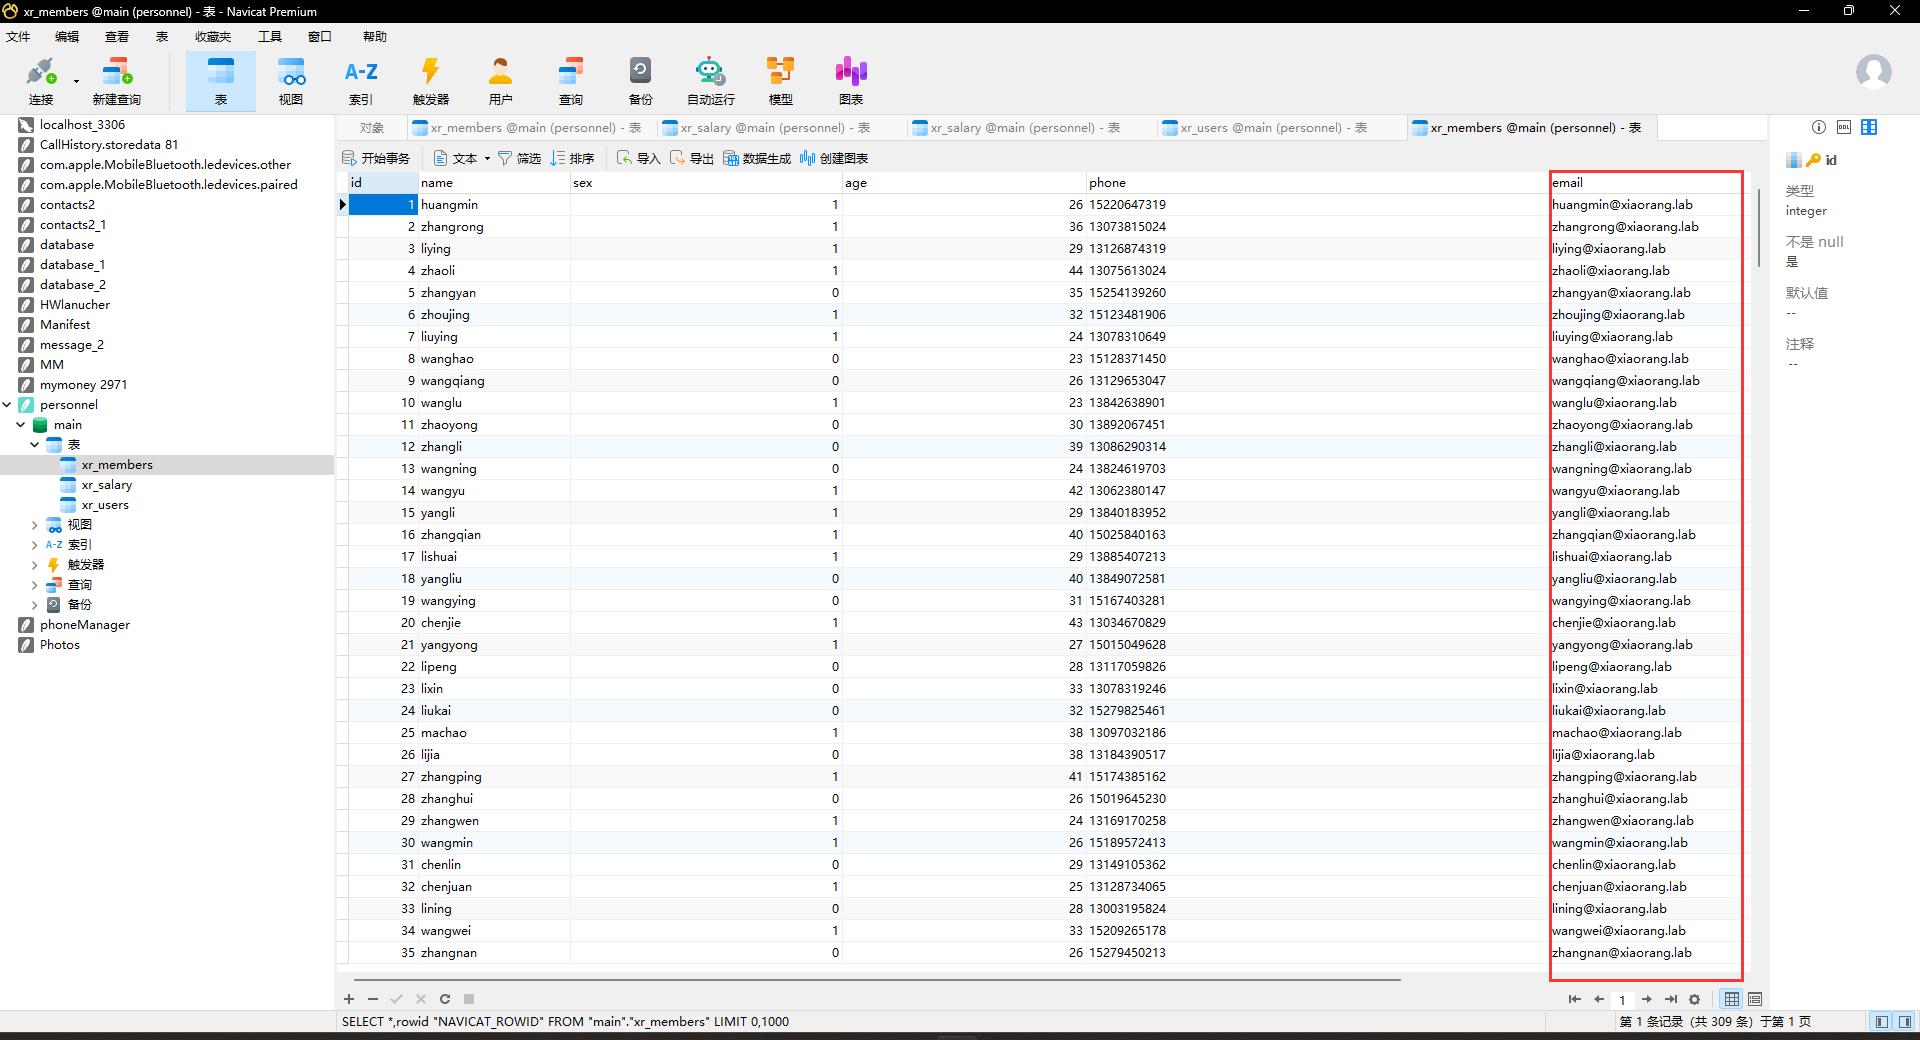 xr_members @main (personnel) - 表 - Navicat Premium
文件 编辑 查看 表 收藏夹 工具 窗口 帮助
连接 新建查询 表 视图 A-Z 索引 触发器 用户 查询 备份 自动运行 模型 图表
localhost_3306
CallHistory.storedata 81
com.apple.MobileBluetooth.ledevices.other
com.apple.MobileBluetooth.ledevices.paired
contacts2
contacts2_1
database
database_1
database_2
HWlanucher
Manifest
message_2
MM
mymoney 2971
personnel
main
表
xr_members
xr_salary
xr_users
视图
A-Z 索引
触发器
查询
备份
phoneManager
Photos
对象 xr_members @main (personnel) - 表 xr_salary @main (personnel) - 表 xr_salary @main (personnel) - 表 xr_users @main (personnel) - 表 xr_members @main (personnel) - 表
开始事务 文本 筛选 排序 导入 导出 数据生成 创建图表
id name sex age phone email
1 huangmin 1 26 15220647319 huangmin@xiaorang.lab
2 zhangrong 1 36 13073815024 zhangrong@xiaorang.lab
3 liying 1 29 13126874319 liying@xiaorang.lab
4 zhaoli 1 44 13075613024 zhaoli@xiaorang.lab
5 zhangyan 0 35 15254139260 zhangyan@xiaorang.lab
6 zhoujing 1 32 15123481906 zhoujing@xiaorang.lab
7 liuying 1 24 13078310649 liuying@xiaorang.lab
8 wanghao 0 23 15128371450 wanghao@xiaorang.lab
9 wangqiang 0 26 13129653047 wangqiang@xiaorang.lab
10 wanglu 1 23 13842638901 wanglu@xiaorang.lab
11 zhaoyong 0 30 13892067451 zhaoyong@xiaorang.lab
12 zhangli 0 39 13086290314 zhangli@xiaorang.lab
13 wangning 0 24 13824619703 wangning@xiaorang.lab
14 wangyu 1 42 13062380147 wangyu@xiaorang.lab
15 yangli 1 29 13840183952 yangli@xiaorang.lab
16 zhangqian 1 40 15025840163 zhangqian@xiaorang.lab
17 lishuai 1 29 13885407213 lishuai@xiaorang.lab
18 yangliu 0 40 13849072581 yangliu@xiaorang.lab
19 wangying 0 31 15167403281 wangying@xiaorang.lab
20 chenjie 1 43 13034670829 chenjie@xiaorang.lab
21 yangyong 1 27 15015049628 yangyong@xiaorang.lab
22 lipeng 0 28 13117059826 lipeng@xiaorang.lab
23 lixin 0 33 13078319246 lixin@xiaorang.lab
24 liukai 0 32 15279825461 liukai@xiaorang.lab
25 machao 1 38 13097032186 machao@xiaorang.lab
26 lijia 0 38 13184390517 lijia@xiaorang.lab
27 zhangping 1 41 15174385162 zhangping@xiaorang.lab
28 zhanghui 0 26 15019645230 zhanghui@xiaorang.lab
29 zhangwen 1 24 13169170258 zhangwen@xiaorang.lab
30 wangmin 1 26 15189572413 wangmin@xiaorang.lab
31 chenlin 0 29 13149105362 chenlin@xiaorang.lab
32 chenjuan 1 25 13128734065 chenjuan@xiaorang.lab
33 lining 0 28 13003195824 lining@xiaorang.lab
34 wangwei 1 33 15209265178 wangwei@xiaorang.lab
35 zhangnan 0 26 15279450213 zhangnan@xiaorang.lab
1
SELECT *,rowid "NAVICAT_ROWID" FROM "main"."xr_members" LIMIT 0,1000
第 1 条记录 (共 309 条) 于第 1 页
DDL
id
类型
integer
不是 null
是
默认值
--
注释
--